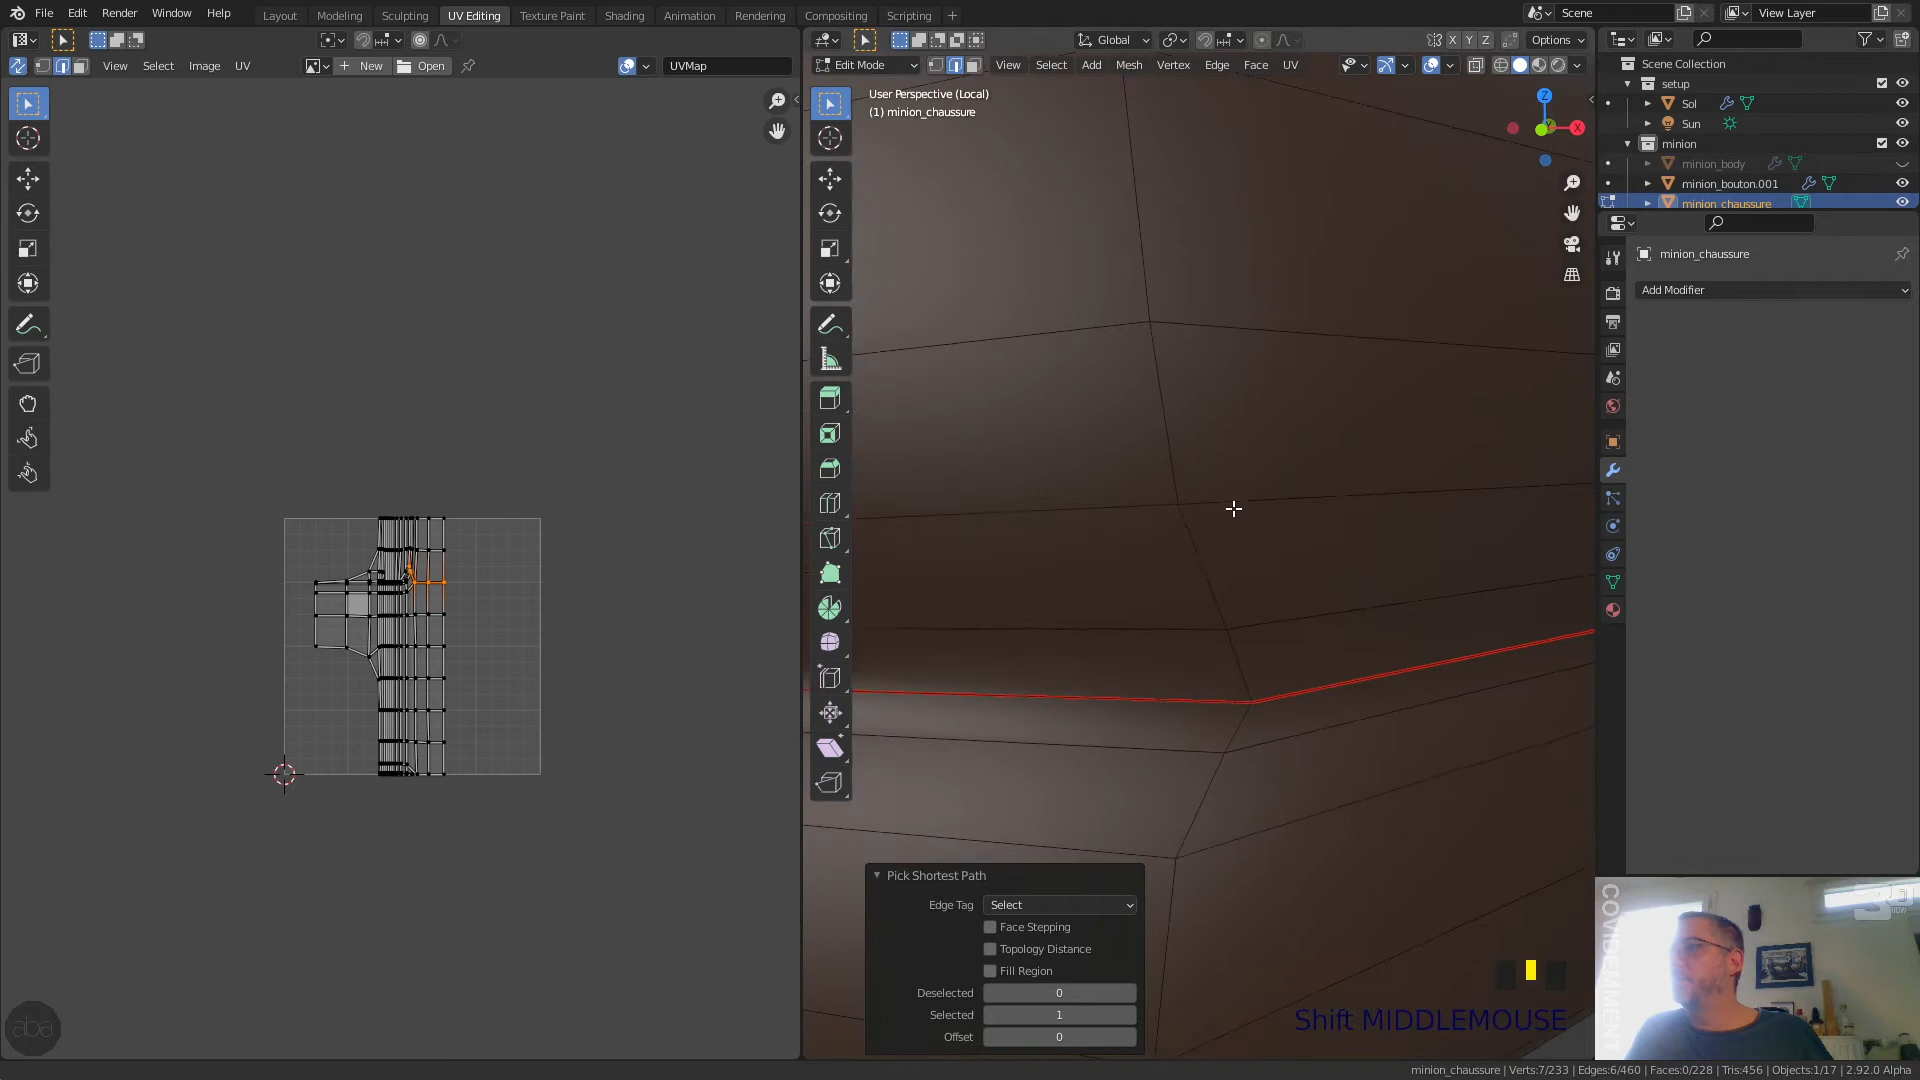 File Edit Render Window Help
Layout Modeling Sculpting UV Editing Texture Paint Shading Animation Rendering Compositing Scripting +
Scene
View Layer
Global
X Y Z
Options
View Select Image UV
New
Open
UVMap
Edit Mode
View Select Add Mesh Vertex Edge Face UV
User Perspective (Local)
(1) minion_chaussure
Z
X
Scene Collection
setup
Sol
Sun
minion
minion_body
minion_bouton.001
minion_chaussure
minion_chaussure
Add Modifier
Pick Shortest Path
Edge Tag Select
Face Stepping
Topology Distance
Fill Region
Deselected 0
Selected 1
Offset 0
Shift MIDDLEMOUSE
aba
COVIDEMMENT
minion_chaussure | Verts:7/233 | Edges:6/460 | Faces:0/228 | Tris:456 | Objects:1/17 | 2.92.0 Alpha